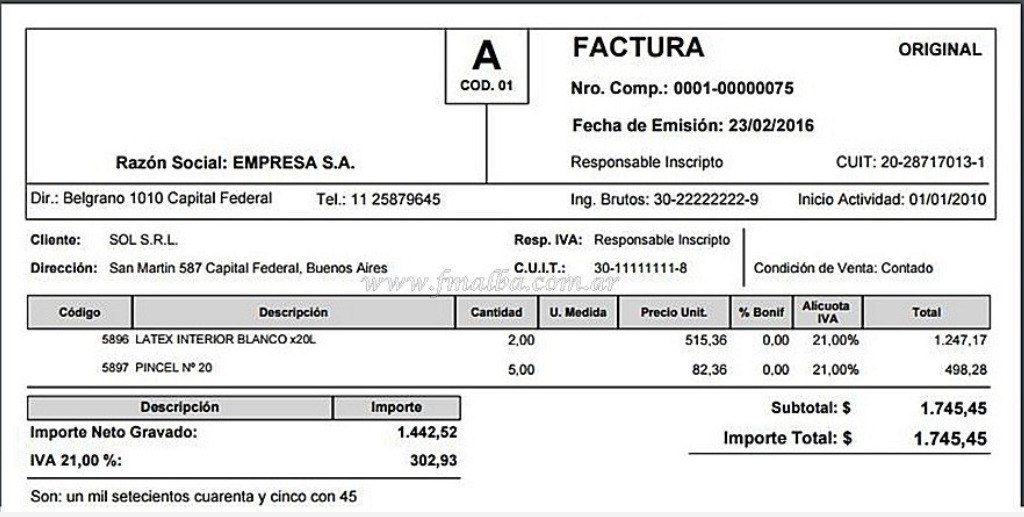 A
COD. 01
FACTURA
ORIGINAL
Nro. Comp.: 0001-00000075
Fecha de Emisión: 23/02/2016
Razón Social: EMPRESA S.A.
Responsable Inscripto CUIT: 20-28717013-1
Dir.: Belgrano 1010 Capital Federal Tel.: 11 25879645
Ing. Brutos: 30-22222222-9 Inicio Actividad: 01/01/2010
Cliente: SOL S.R.L. Resp. IVA: Responsable Inscripto
Dirección: San Martin 587 Capital Federal, Buenos Aires C.U.I.T.: 30-11111111-8 Condición de Venta: Contado
www.fmalba.com.ar
Código Descripción Cantidad U. Medida Precio Unit. % Bonif Alicuota IVA Total
5896 LATEX INTERIOR BLANCO x20L 2,00 515,36 0,00 21,00% 1.247,17
5897 PINCEL Nº 20 5,00 82,36 0,00 21,00% 498,28
Descripción Importe
Importe Neto Gravado: 1.442,52
IVA 21,00 %: 302,93
Subtotal: $ 1.745,45
Importe Total: $ 1.745,45
Son: un mil setecientos cuarenta y cinco con 45